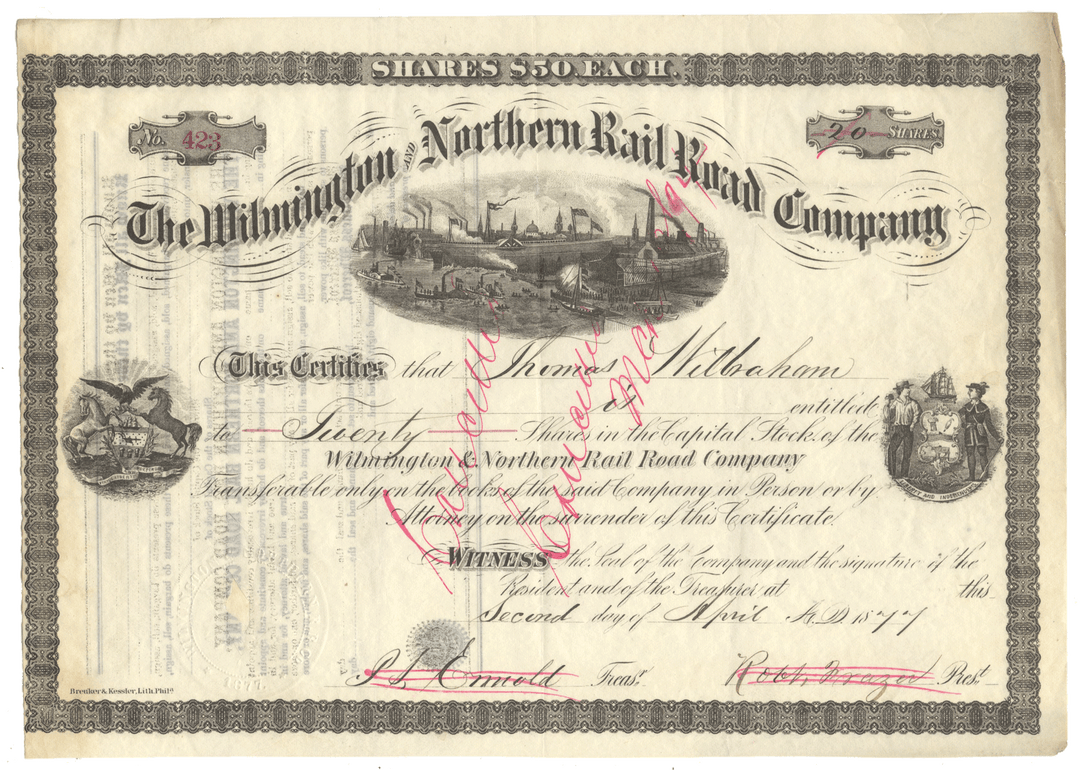 SHARES $50. EACH.
No. 423
20 SHARES.
The Wilmington AND Northern Rail Road Company
This Certifies that Thomas Wilbraham
is entitled
to Twenty Shares in the Capital Stock of the
Wilmington & Northern Rail Road Company
Transferable only on the books of the said Company in Person or by
Attorney on the surrender of this Certificate.
WITNESS the Seal of the Company and the signature of the
President and of the Treasurer at this
Second day of April A.D. 1877
Treasr.
Robt. Frazer Prest.
Breuker & Kessler, Lith. Phila.
1877